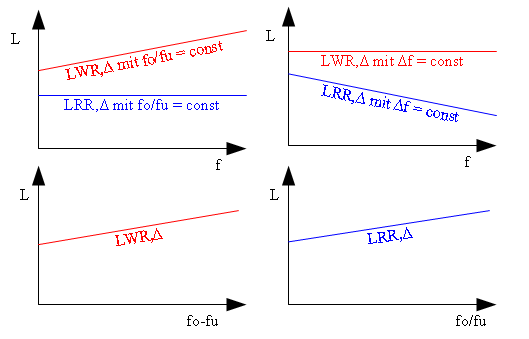 L
LWR,Δ mit fo/fu = const
LRR,Δ mit fo/fu = const
f
L
LWR,Δ mit Δf = const
LRR,Δ mit Δf = const
f
L
LWR,Δ
fo-fu
L
LRR,Δ
fo/fu